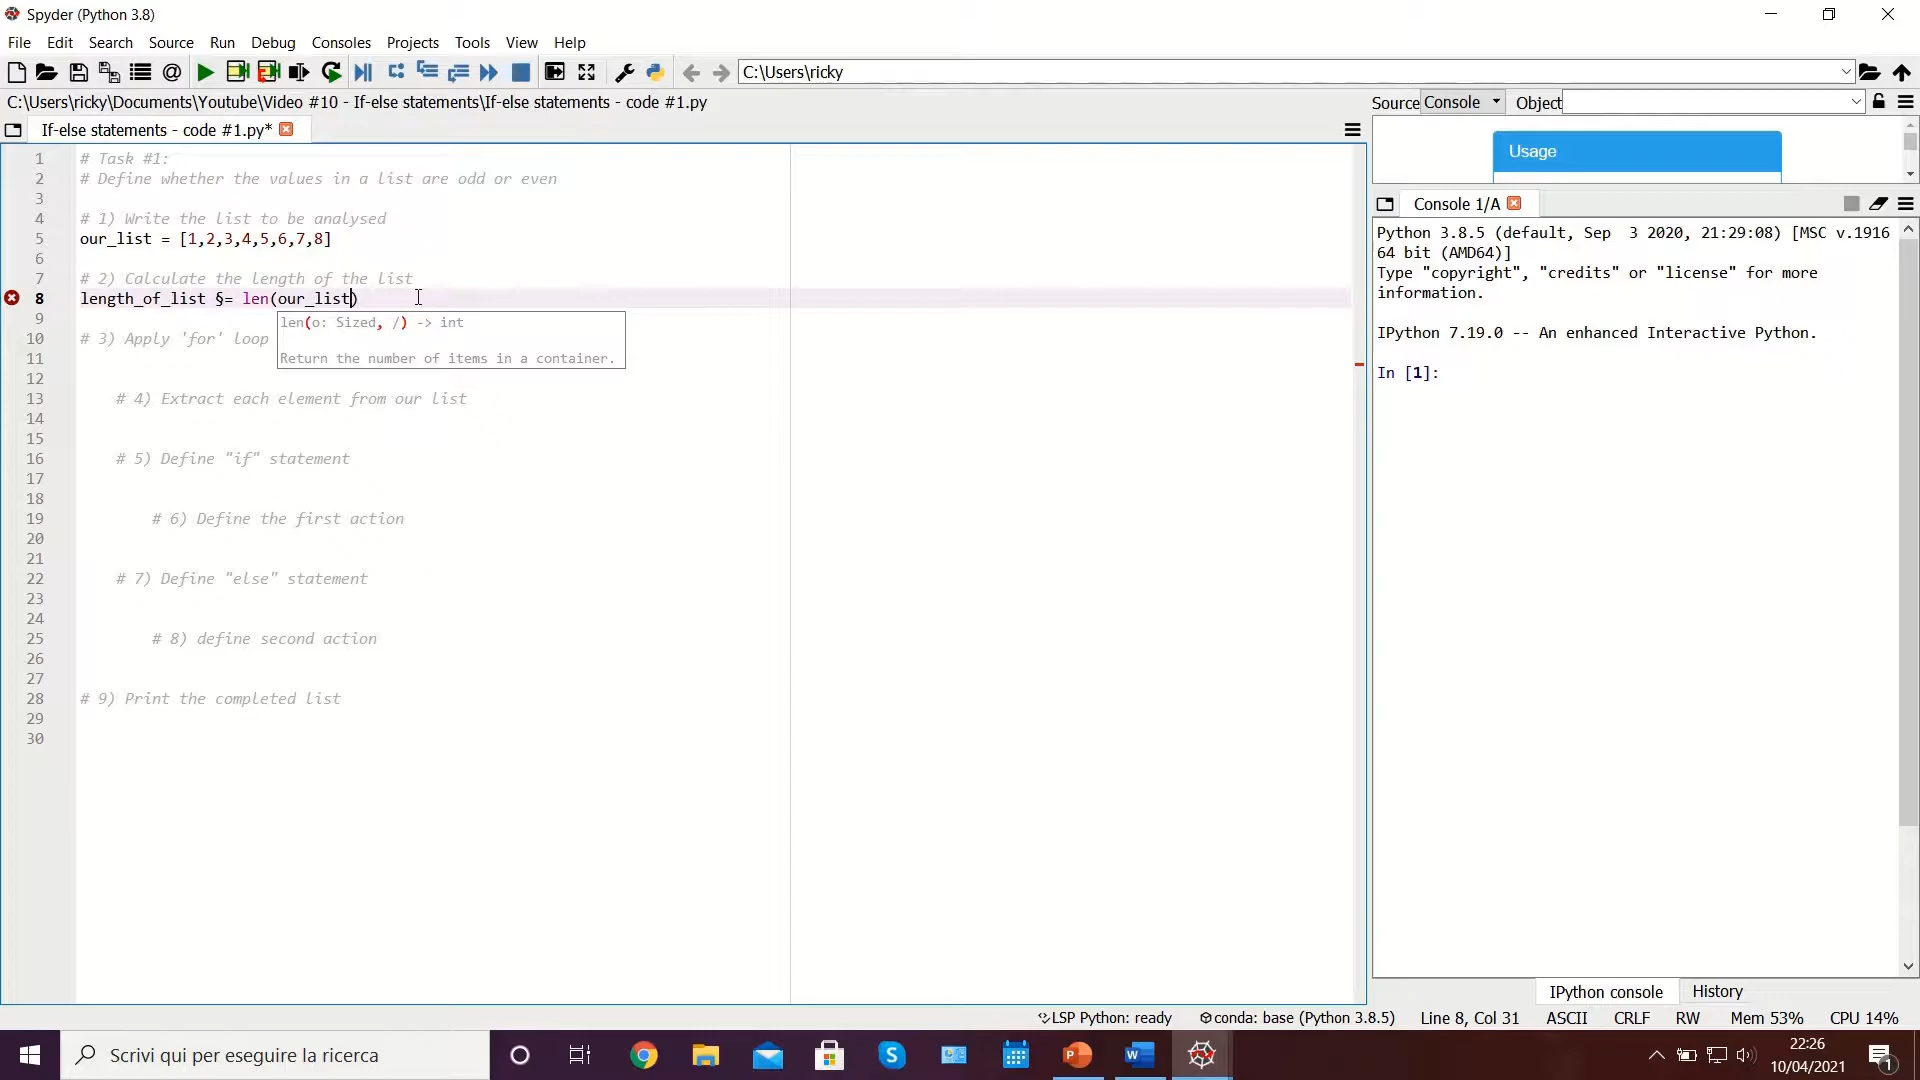 Spyder (Python 3.8)
File Edit Search Source Run Debug Consoles Projects Tools View Help
C:\Users\ricky
C:\Users\ricky\Documents\Youtube\Video #10 - If-else statements\If-else statements - code #1.py
Source Console Object
If-else statements - code #1.py*
Usage
1 # Task #1:
2 # Define whether the values in a list are odd or even
3
4 # 1) Write the list to be analysed
5 our_list = [1,2,3,4,5,6,7,8]
6
7 # 2) Calculate the length of the list
8 length_of_list §= len(our_list)
9
len(o: Sized, /) -> int
10 # 3) Apply 'for' loop
11
Return the number of items in a container.
12
13 # 4) Extract each element from our list
14
15
16 # 5) Define "if" statement
17
18
19 # 6) Define the first action
20
21
22 # 7) Define "else" statement
23
24
25 # 8) define second action
26
27
28 # 9) Print the completed list
29
30
Console 1/A
Python 3.8.5 (default, Sep  3 2020, 21:29:08) [MSC v.1916
64 bit (AMD64)]
Type "copyright", "credits" or "license" for more
information.
IPython 7.19.0 -- An enhanced Interactive Python.
In [1]:
IPython console History
LSP Python: ready conda: base (Python 3.8.5) Line 8, Col 31 ASCII CRLF RW Mem 53% CPU 14%
Scrivi qui per eseguire la ricerca
22:26
10/04/2021
1